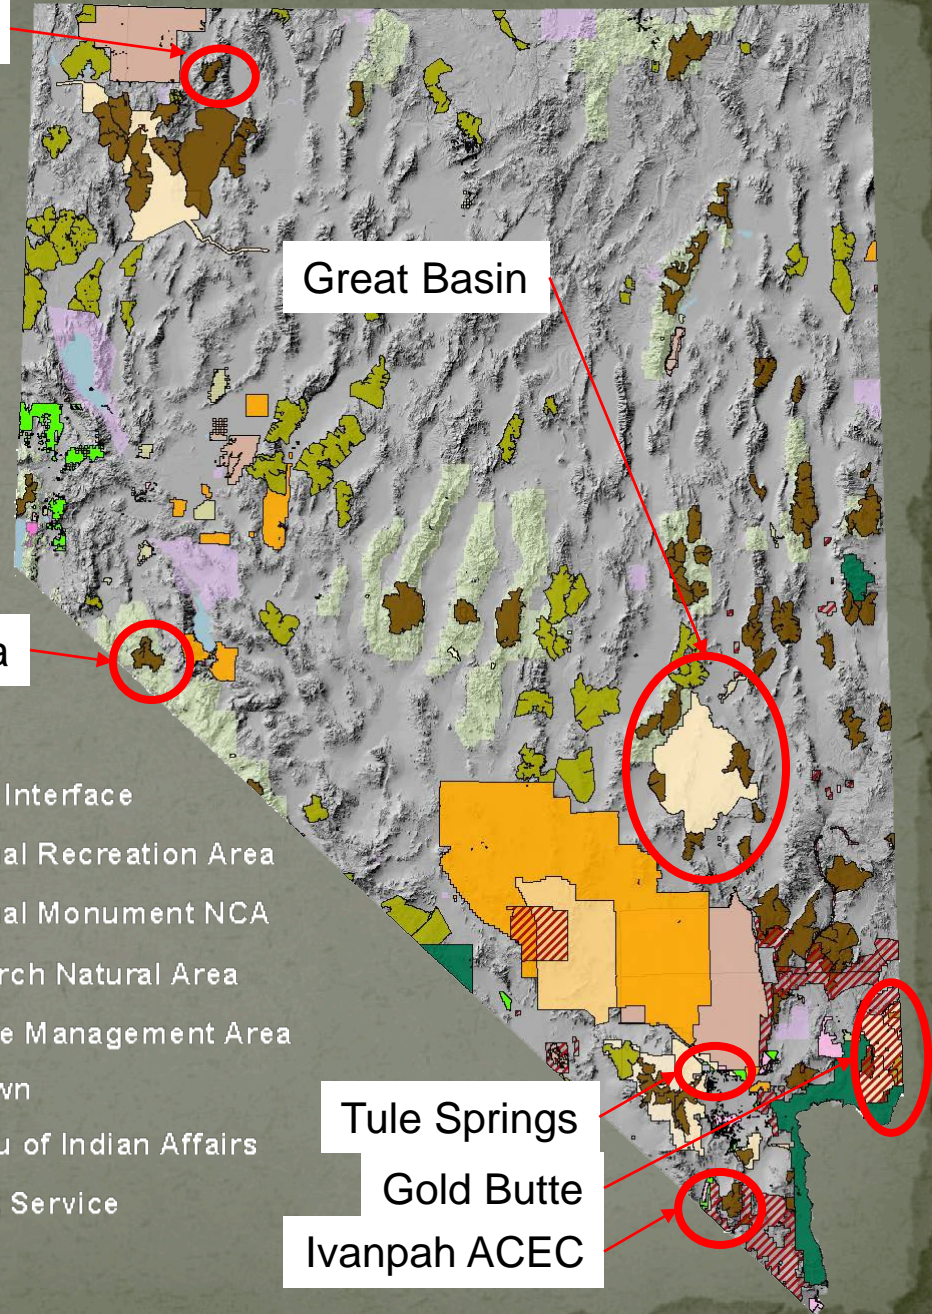 Great Basin
Interface
al Recreation Area
al Monument NCA
rch Natural Area
e Management Area
wn
u of Indian Affairs
Service
Tule Springs
Gold Butte
Ivanpah ACEC